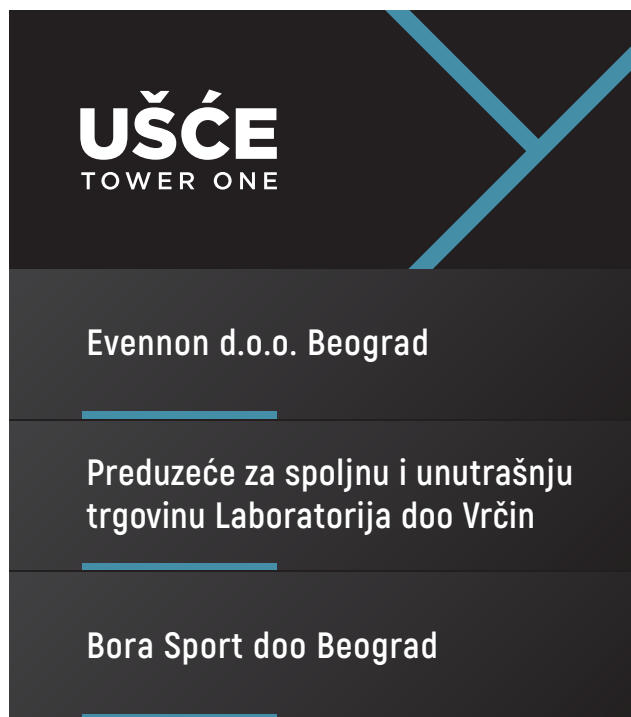 UŠĆE
TOWER ONE
Evennon d.o.o. Beograd
Preduzeće za spoljnu i unutrašnju
trgovinu Laboratorija doo Vrčin
Bora Sport doo Beograd